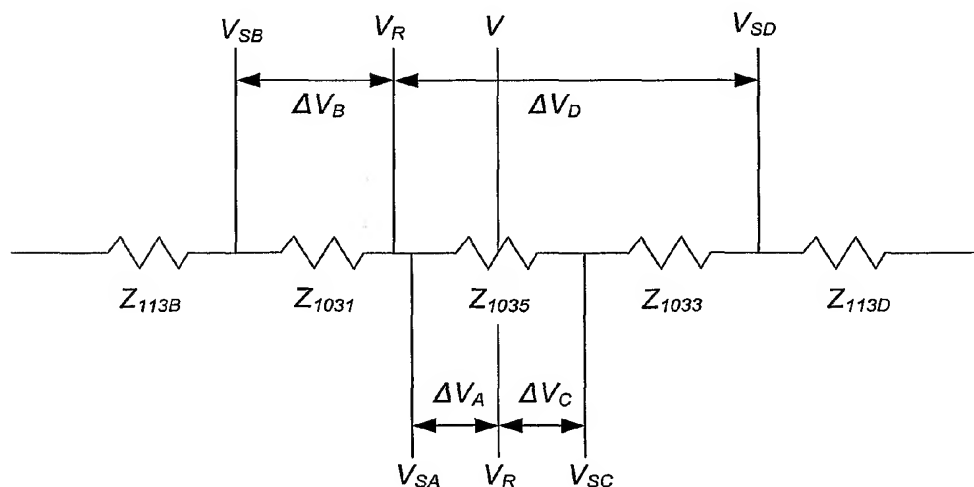 V_SB V_R V V_SD
ΔV_B ΔV_D
Z_113B Z_1031 Z_1035 Z_1033 Z_113D
ΔV_A ΔV_C
V_SA V_R V_SC